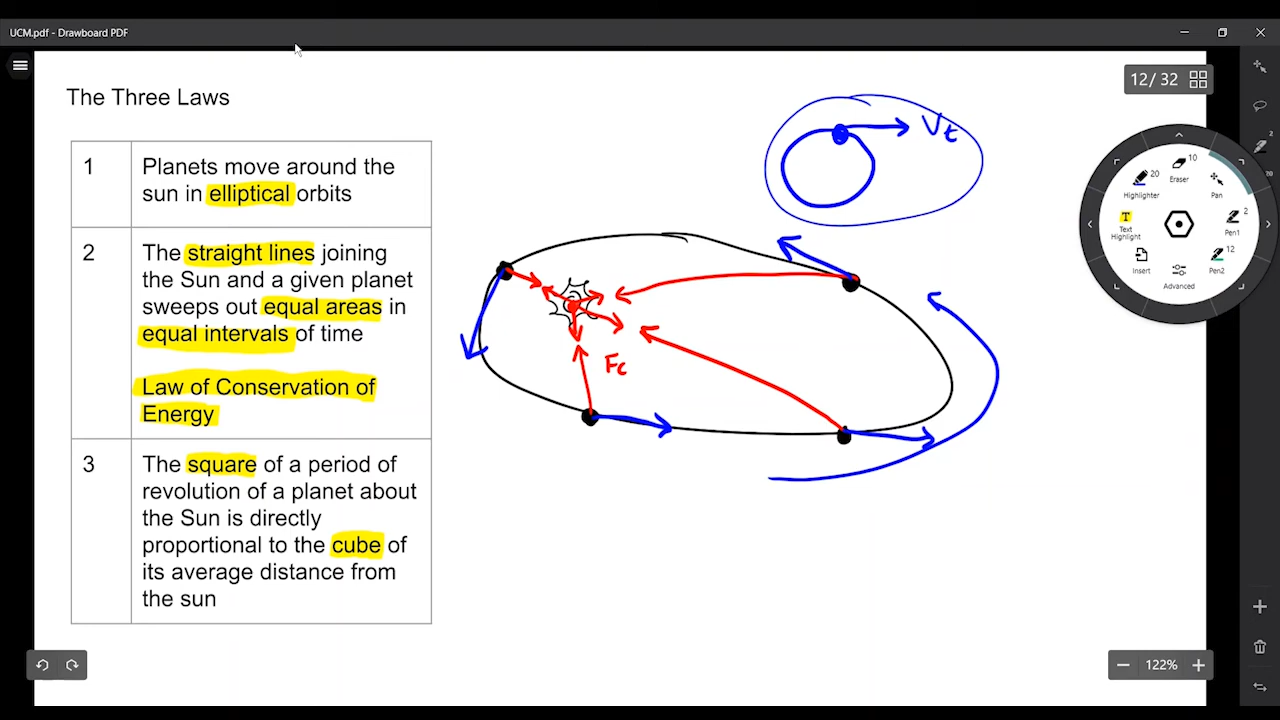 UCM.pdf - Drawboard PDF
The Three Laws
12/ 32
1
Planets move around the
sun in elliptical orbits
2
The straight lines joining
the Sun and a given planet
sweeps out equal areas in
equal intervals of time
Law of Conservation of
Energy
3
The square of a period of
revolution of a planet about
the Sun is directly
proportional to the cube of
its average distance from
the sun
Vt
Fc
10
Eraser
20
Highlighter
Pan
T
Text
Highlight
2
Pen1
Insert
12
Pen2
Advanced
2
20
122%